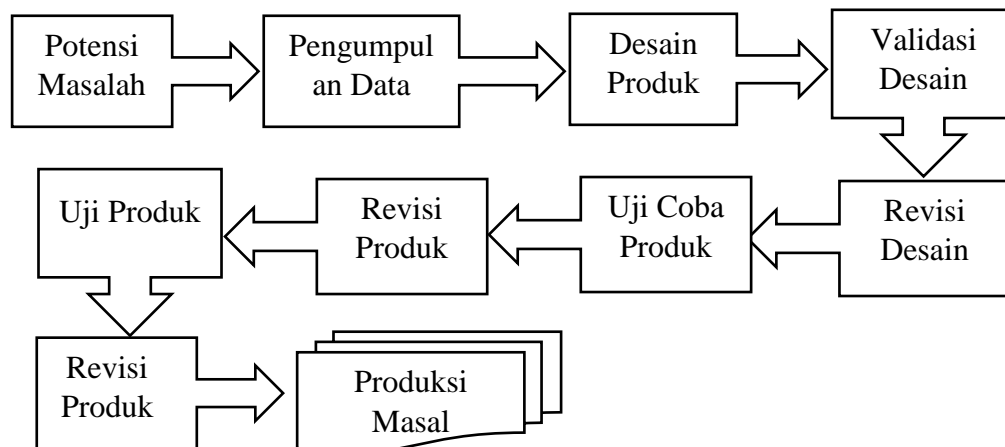 Potensi
Masalah
Pengumpul
an Data
Desain
Produk
Validasi
Desain
Revisi
Desain
Uji Coba
Produk
Revisi
Produk
Uji Produk
Revisi
Produk
Produksi
Masal